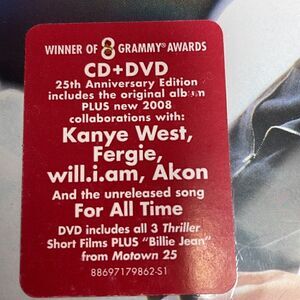 WINNER OF 8 GRAMMY® AWARDS
CD+DVD
25th Anniversary Edition
includes the original album
PLUS new 2008
collaborations with:
Kanye West,
Fergie,
will.i.am, Akon
And the unreleased song
For All Time
DVD includes all 3 Thriller
Short Films PLUS "Billie Jean"
from Motown 25
88697179862-S1